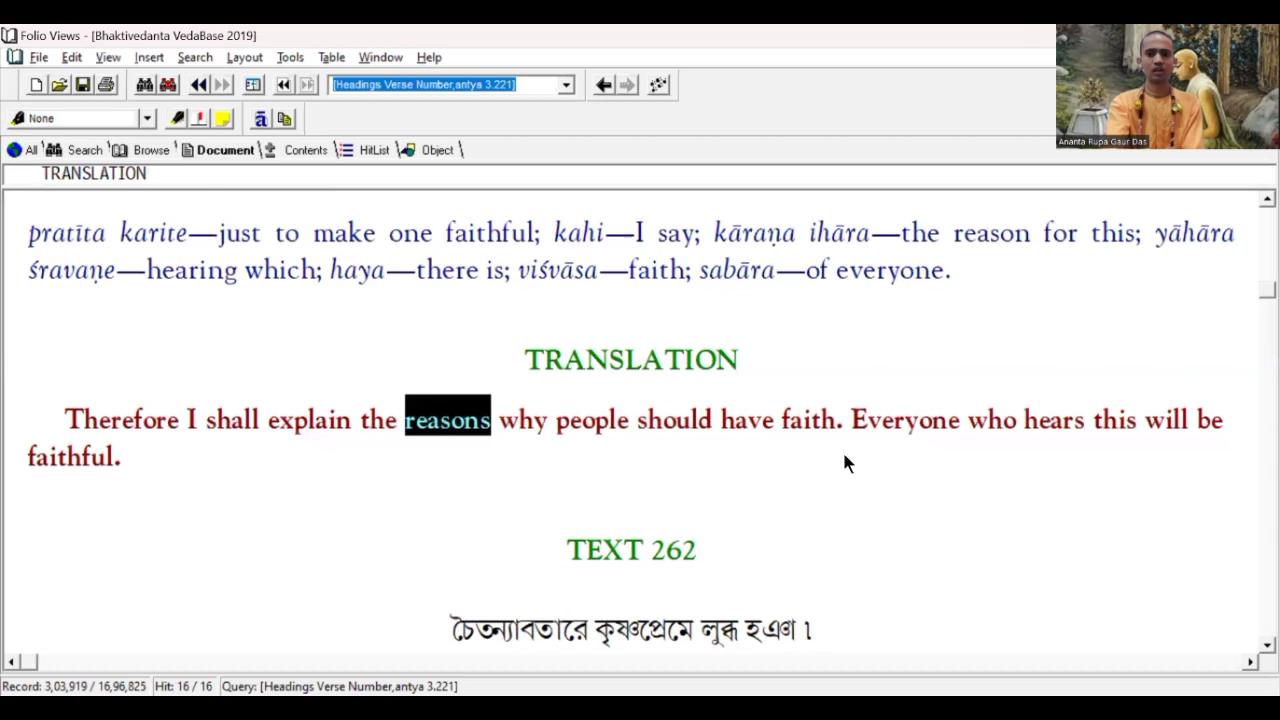 Folio Views - [Bhaktivedanta VedaBase 2019]
File Edit View Insert Search Layout Tools Table Window Help
[Headings Verse Number,antya 3.221]
None
All Search Browse Document Contents HitList Object
Ananta Rupa Gaur Das
TRANSLATION
pratīta karite—just to make one faithful; kahi—I say; kāraṇa ihāra—the reason for this; yāhāra
śravaṇe—hearing which; haya—there is; viśvāsa—faith; sabāra—of everyone.
TRANSLATION
Therefore I shall explain the reasons why people should have faith. Everyone who hears this will be
faithful.
TEXT 262
চৈতন্যাবতারে কৃষ্ণপ্রেমে লুব্ধ হঞা ৷
Record: 3,03,919 / 16,96,825 Hit: 16 / 16 Query: [Headings Verse Number,antya 3.221]